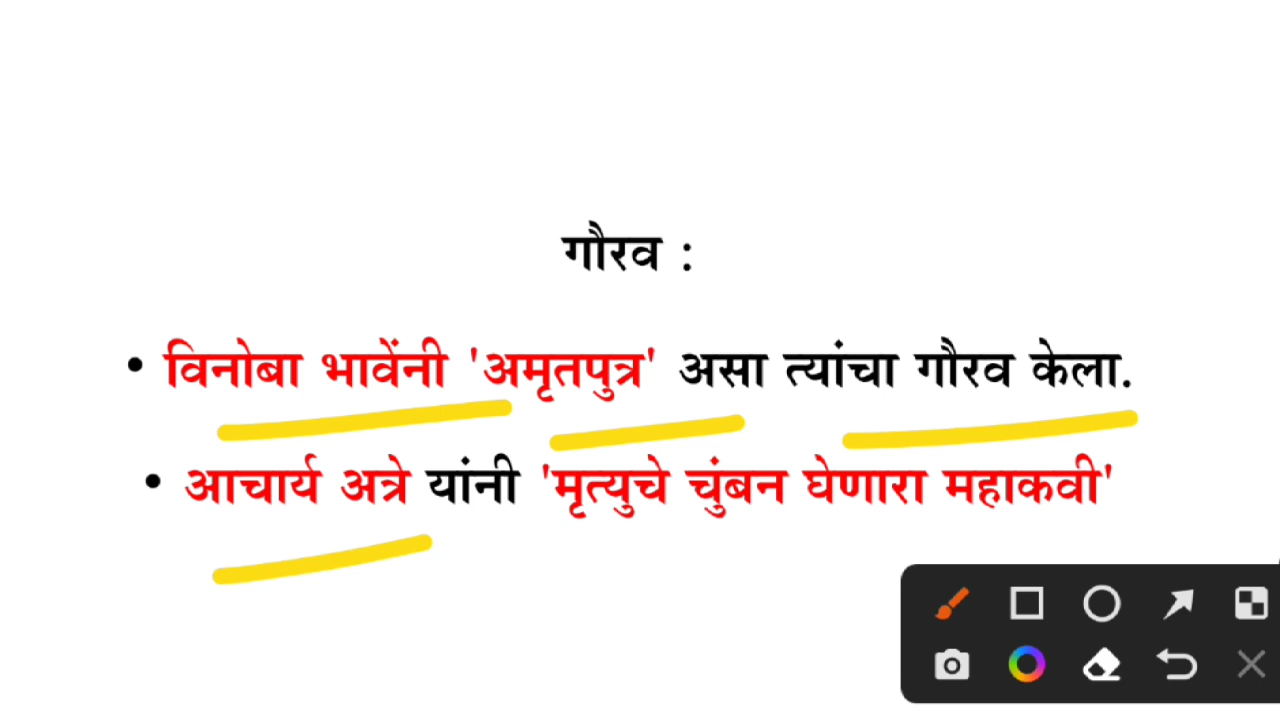 गौरव :
• विनोबा भावेंनी 'अमृतपुत्र' असा त्यांचा गौरव केला.
• आचार्य अत्रे यांनी 'मृत्युचे चुंबन घेणारा महाकवी'